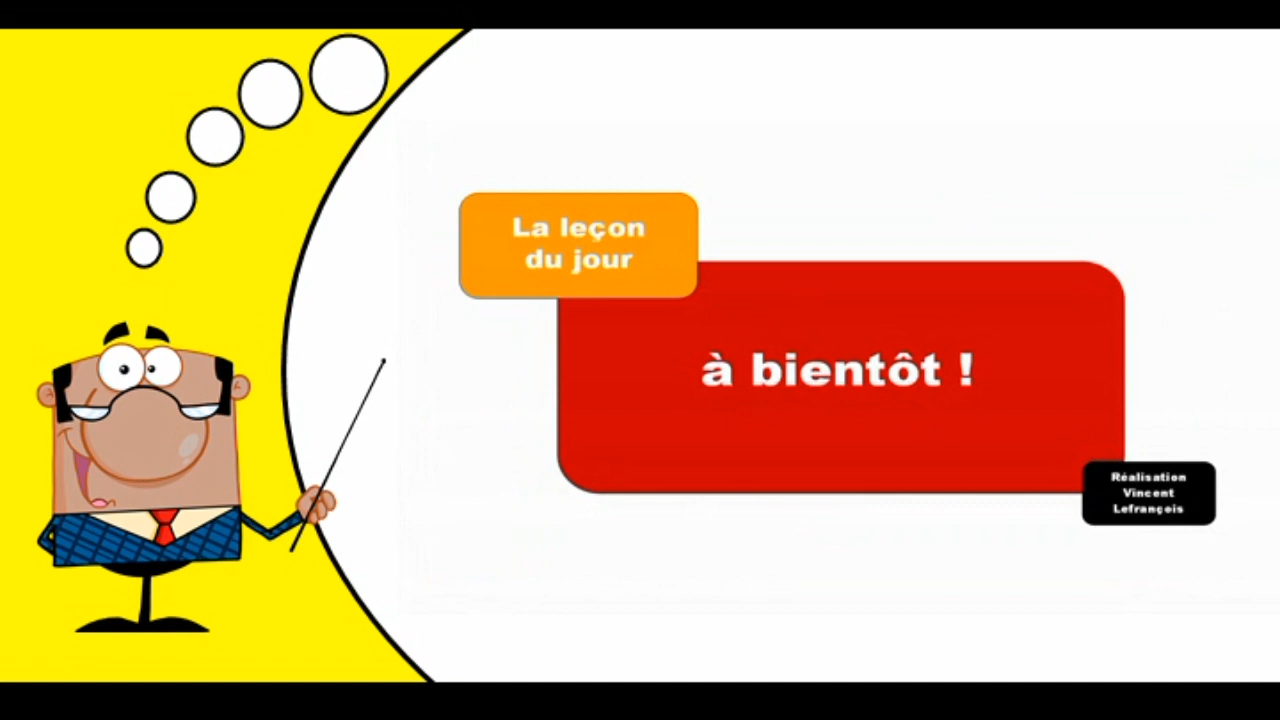 La leçon
du jour
à bientôt !
Réalisation
Vincent
Lefrançois